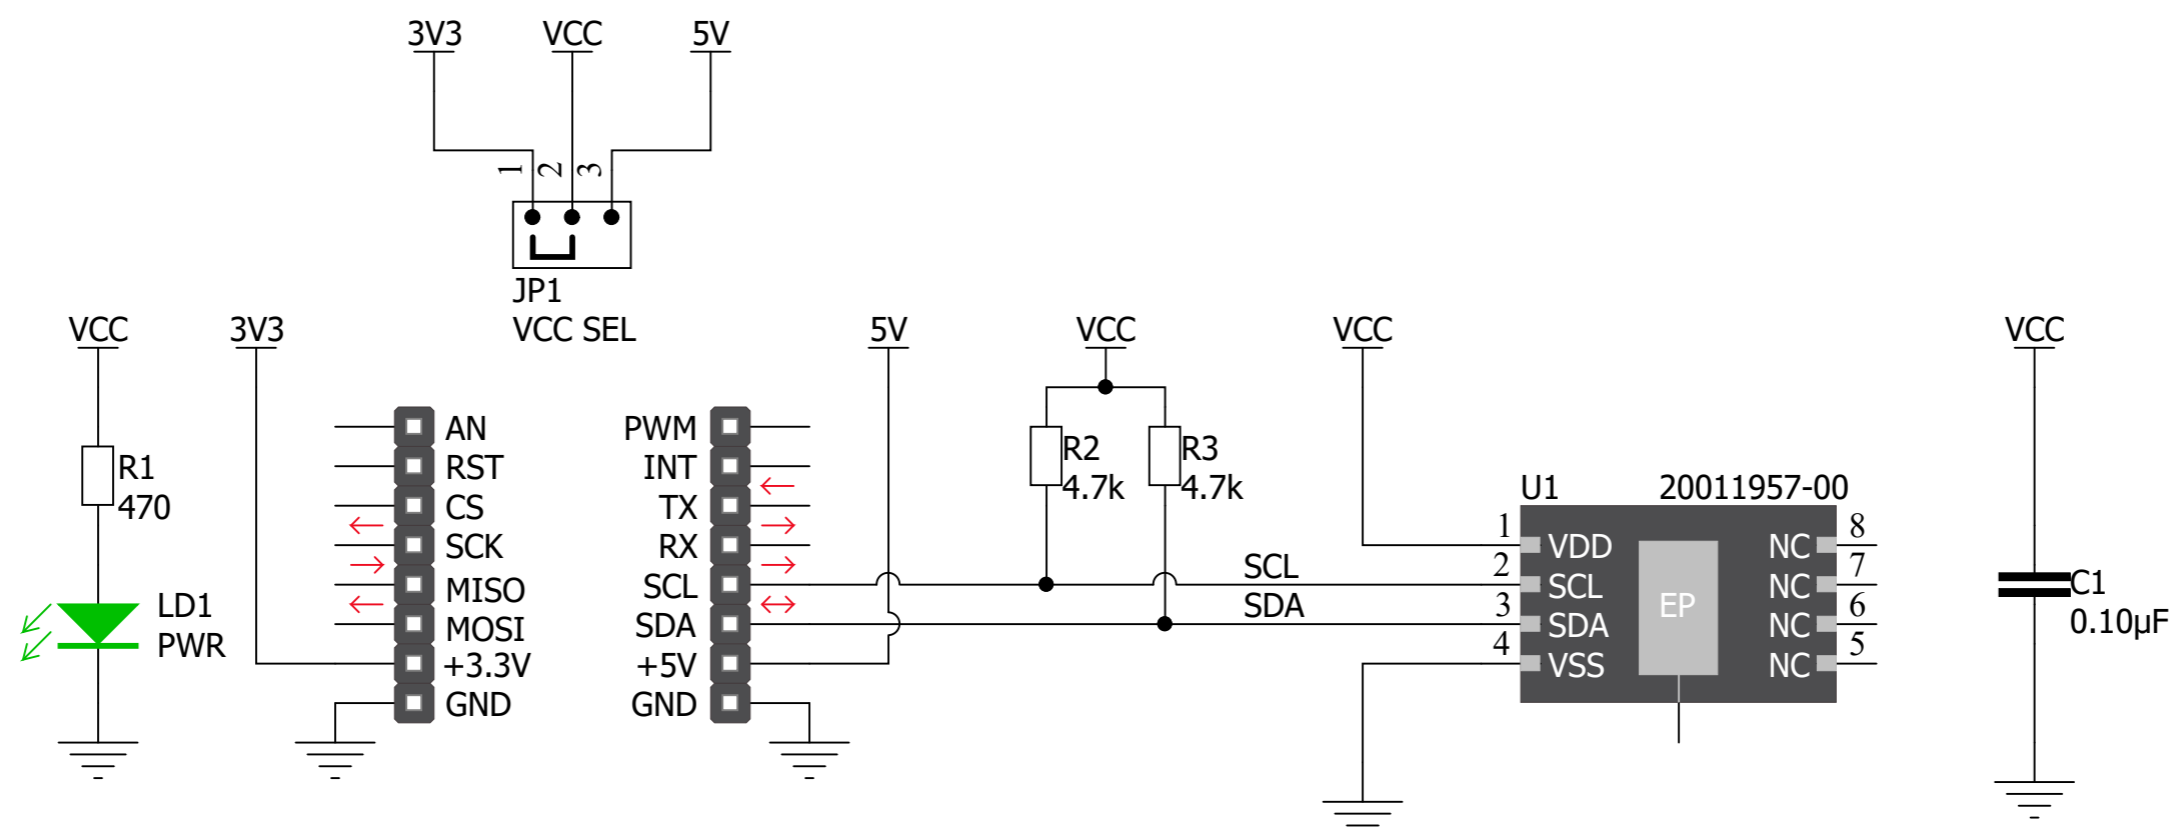 3V3 VCC 5V
1 2 3
JP1
VCC SEL
VCC 3V3 5V VCC VCC VCC
R1
470
LD1
PWR
AN
RST
CS
SCK
MISO
MOSI
+3.3V
GND
PWM
INT
TX
RX
SCL
SDA
+5V
GND
R2
4.7k
R3
4.7k
SCL
SDA
U1 20011957-00
1 VDD NC 8
2 SCL NC 7
3 SDA NC 6
4 VSS NC 5
EP
C1
0.10µF